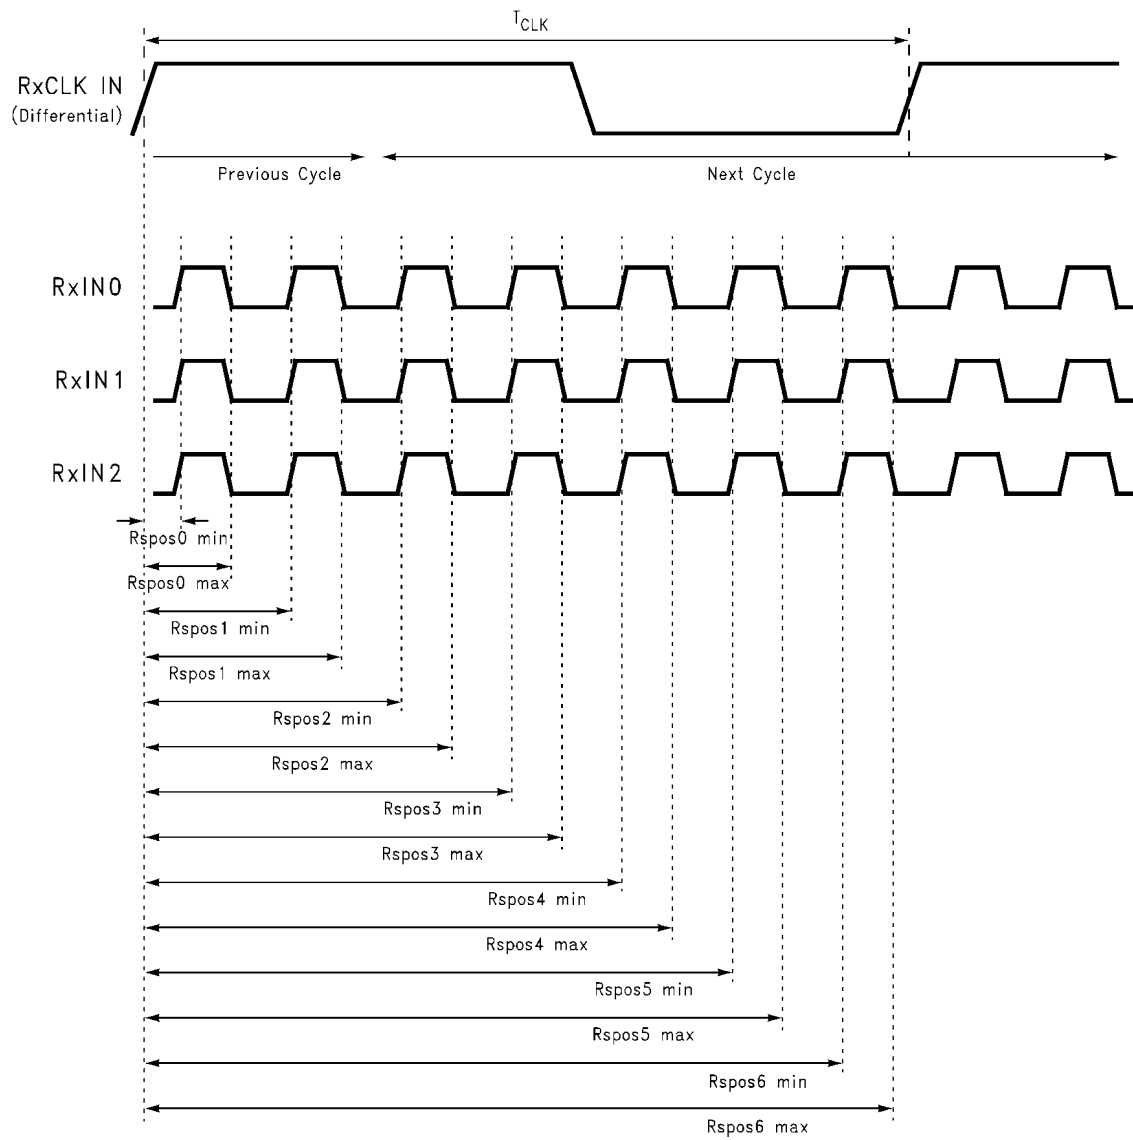 TCLK
RxCLK IN
(Differential)
Previous Cycle
Next Cycle
RxIN0
RxIN1
RxIN2
Rspos0 min
Rspos0 max
Rspos1 min
Rspos1 max
Rspos2 min
Rspos2 max
Rspos3 min
Rspos3 max
Rspos4 min
Rspos4 max
Rspos5 min
Rspos5 max
Rspos6 min
Rspos6 max